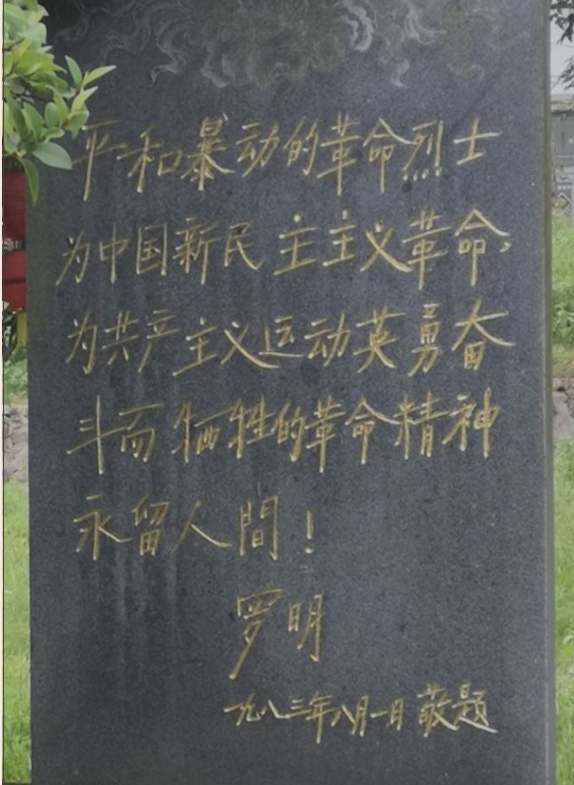 平和暴动的革命烈士
为中国新民主主义革命，
为共产主义运动英勇奋
斗而牺牲的革命精神
永留人間！
罗明
一九八三年八月一日敬题